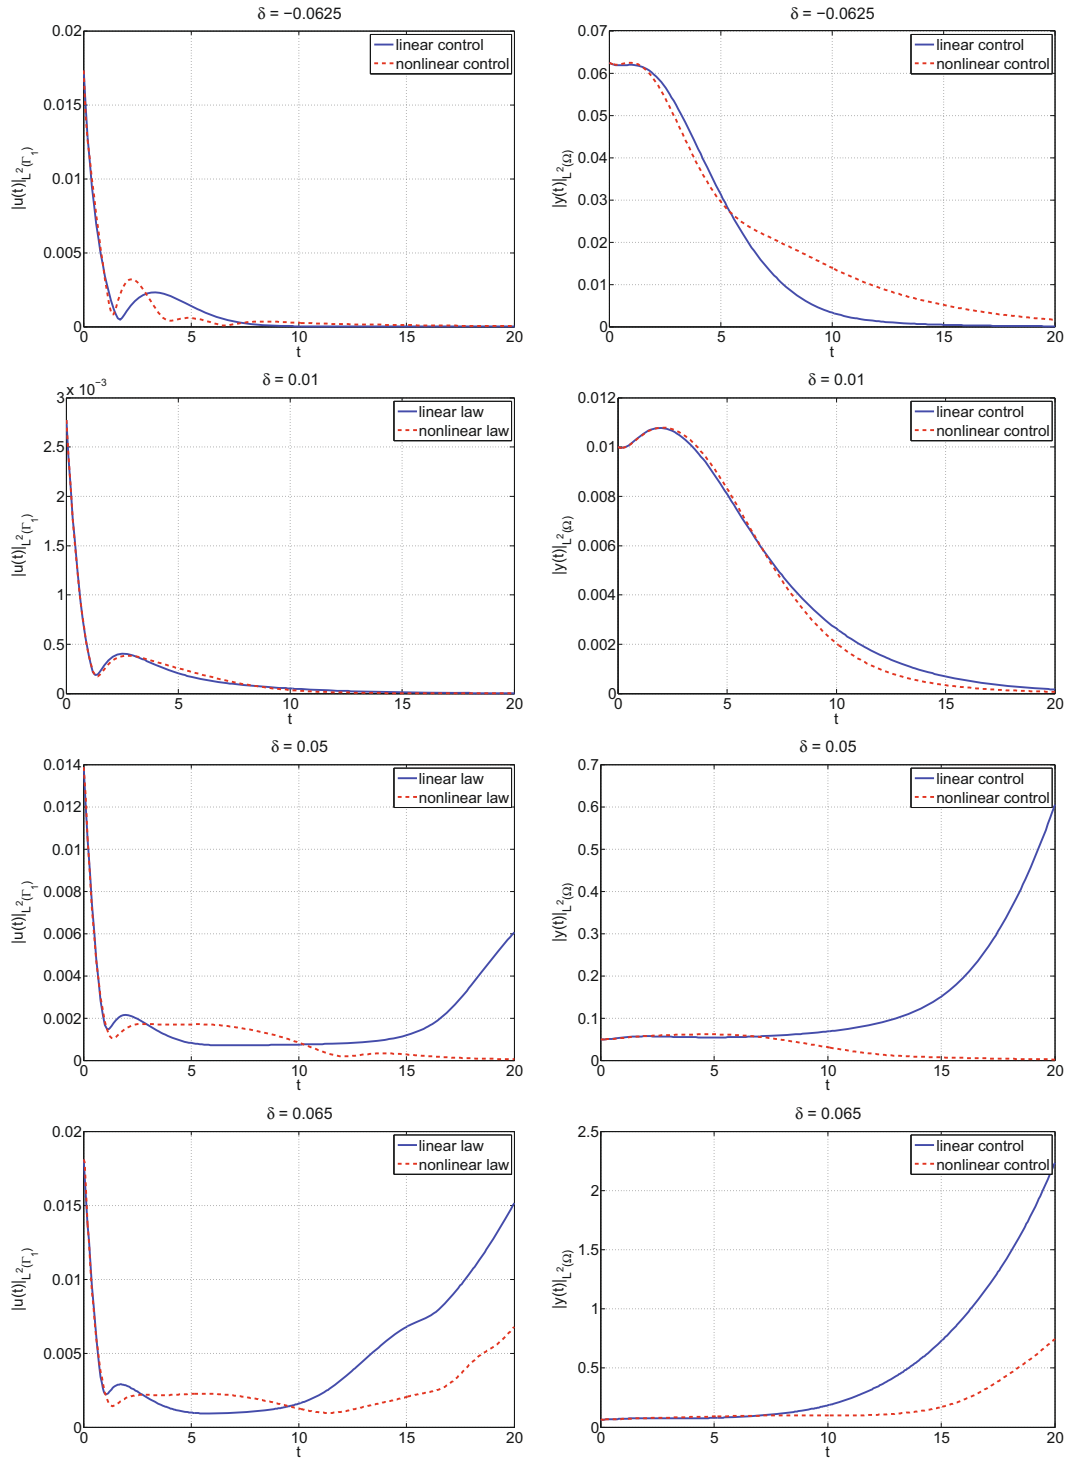 δ = −0.0625
δ = −0.0625
0.02
0.015
0.01
0.005
0
|u(t)|L²(Γ₁)
linear control
nonlinear control
0 5 10 15 20
t
0.07
0.06
0.05
0.04
0.03
0.02
0.01
0
|y(t)|L²(Ω)
linear control
nonlinear control
0 5 10 15 20
t
δ = 0.01
δ = 0.01
x 10⁻³
3
2.5
2
1.5
1
0.5
0
|u(t)|L²(Γ₁)
linear law
nonlinear law
0 5 10 15 20
t
0.012
0.01
0.008
0.006
0.004
0.002
0
|y(t)|L²(Ω)
linear control
nonlinear control
0 5 10 15 20
t
δ = 0.05
δ = 0.05
0.014
0.012
0.01
0.008
0.006
0.004
0.002
0
|u(t)|L²(Γ₁)
linear law
nonlinear law
0 5 10 15 20
t
0.7
0.6
0.5
0.4
0.3
0.2
0.1
0
|y(t)|L²(Ω)
linear control
nonlinear control
0 5 10 15 20
t
δ = 0.065
δ = 0.065
0.02
0.015
0.01
0.005
0
|u(t)|L²(Γ₁)
linear law
nonlinear law
0 5 10 15 20
t
2.5
2
1.5
1
0.5
0
|y(t)|L²(Ω)
linear control
nonlinear control
0 5 10 15 20
t